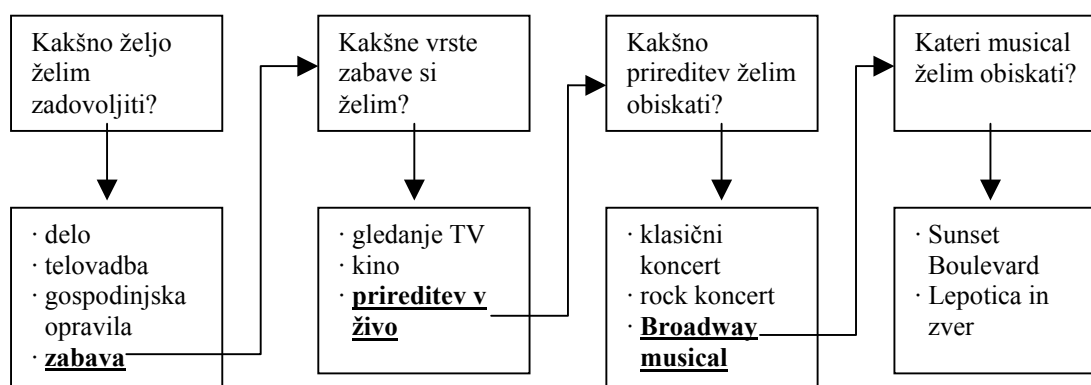 Kakšno željo
želim
zadovoljiti?
Kakšne vrste
zabave si
želim?
Kakšno
prireditev želim
obiskati?
Kateri musical
želim obiskati?
· delo
· telovadba
· gospodinjska
opravila
· zabava
· gledanje TV
· kino
· prireditev v
živo
· klasični
koncert
· rock koncert
· Broadway
musical
· Sunset
Boulevard
· Lepotica in
zver